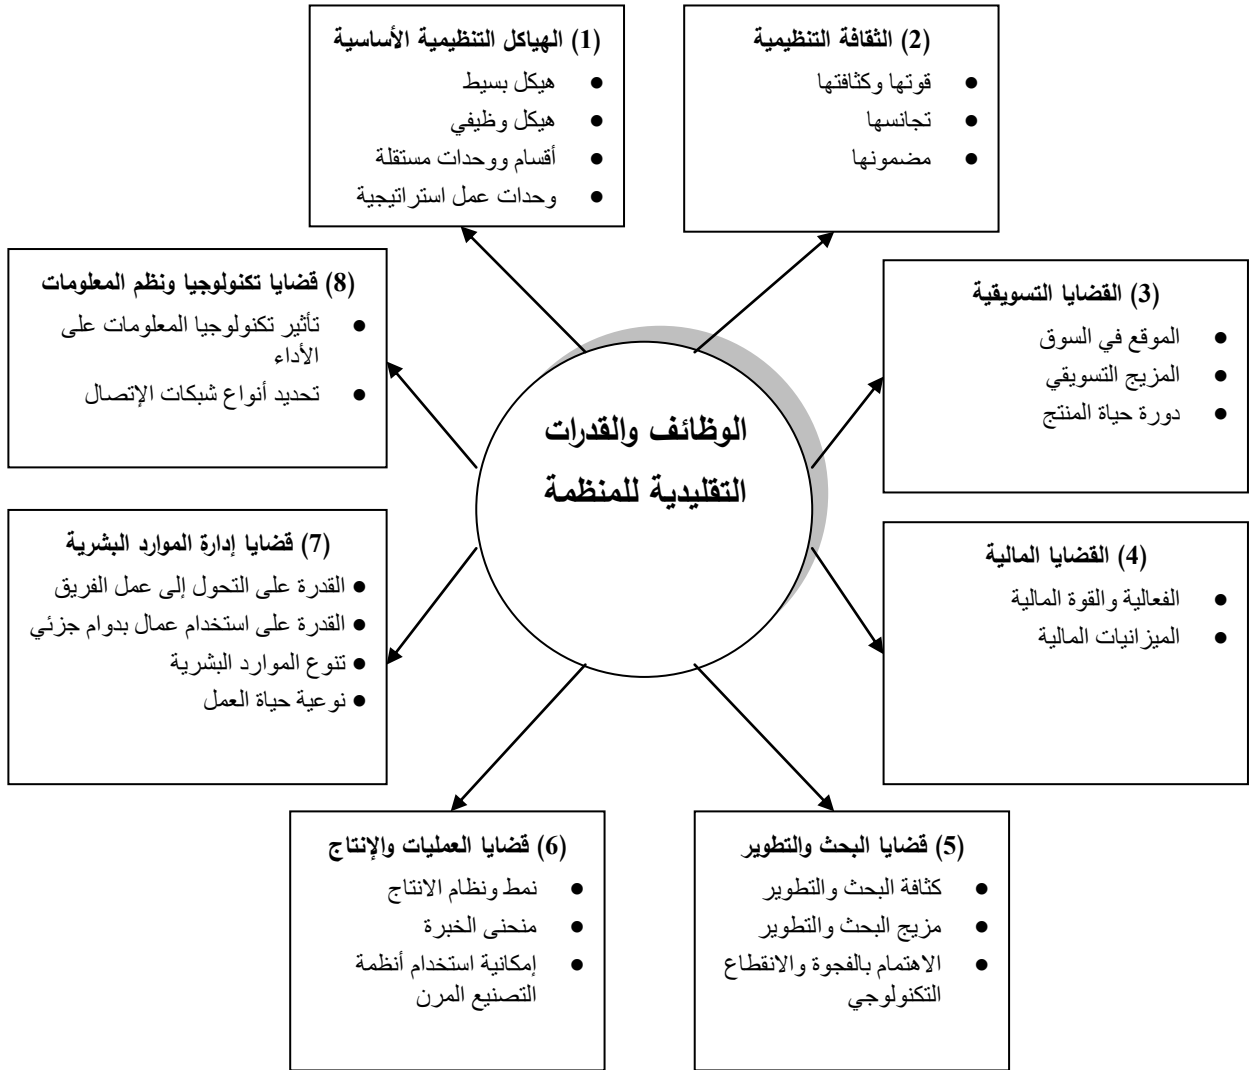 (1) الهياكل التنظيمية الأساسية
● هيكل بسيط
● هيكل وظيفي
● أقسام ووحدات مستقلة
● وحدات عمل استراتيجية
(2) الثقافة التنظيمية
● قوتها وكثافتها
● تجانسها
● مضمونها
(3) القضايا التسويقية
● الموقع في السوق
● المزيج التسويقي
● دورة حياة المنتج
(4) القضايا المالية
● الفعالية والقوة المالية
● الميزانيات المالية
(5) قضايا البحث والتطوير
● كثافة البحث والتطوير
● مزيج البحث والتطوير
● الاهتمام بالفجوة والانقطاع
التكنولوجي
(6) قضايا العمليات والإنتاج
● نمط ونظام الانتاج
● منحنى الخبرة
● إمكانية استخدام أنظمة
التصنيع المرن
(7) قضايا إدارة الموارد البشرية
● القدرة على التحول إلى عمل الفريق
● القدرة على استخدام عمال بدوام جزئي
● تنوع الموارد البشرية
● نوعية حياة العمل
(8) قضايا تكنولوجيا ونظم المعلومات
● تأثير تكنولوجيا المعلومات على
الأداء
● تحديد أنواع شبكات الإتصال
الوظائف والقدرات
التقليدية للمنظمة